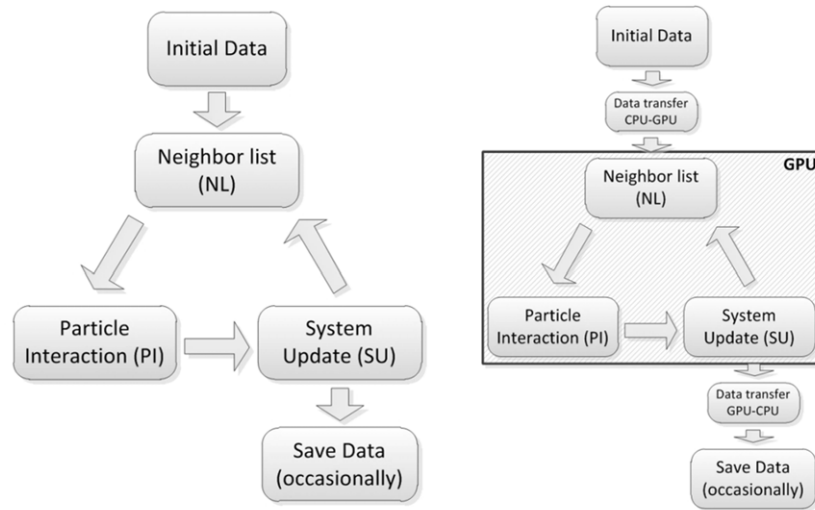 Initial Data
Neighbor list
(NL)
Particle
Interaction (PI)
System
Update (SU)
Save Data
(occasionally)
Initial Data
Data transfer
CPU-GPU
GPU
Neighbor list
(NL)
Particle
Interaction (PI)
System
Update (SU)
Data transfer
GPU-CPU
Save Data
(occasionally)